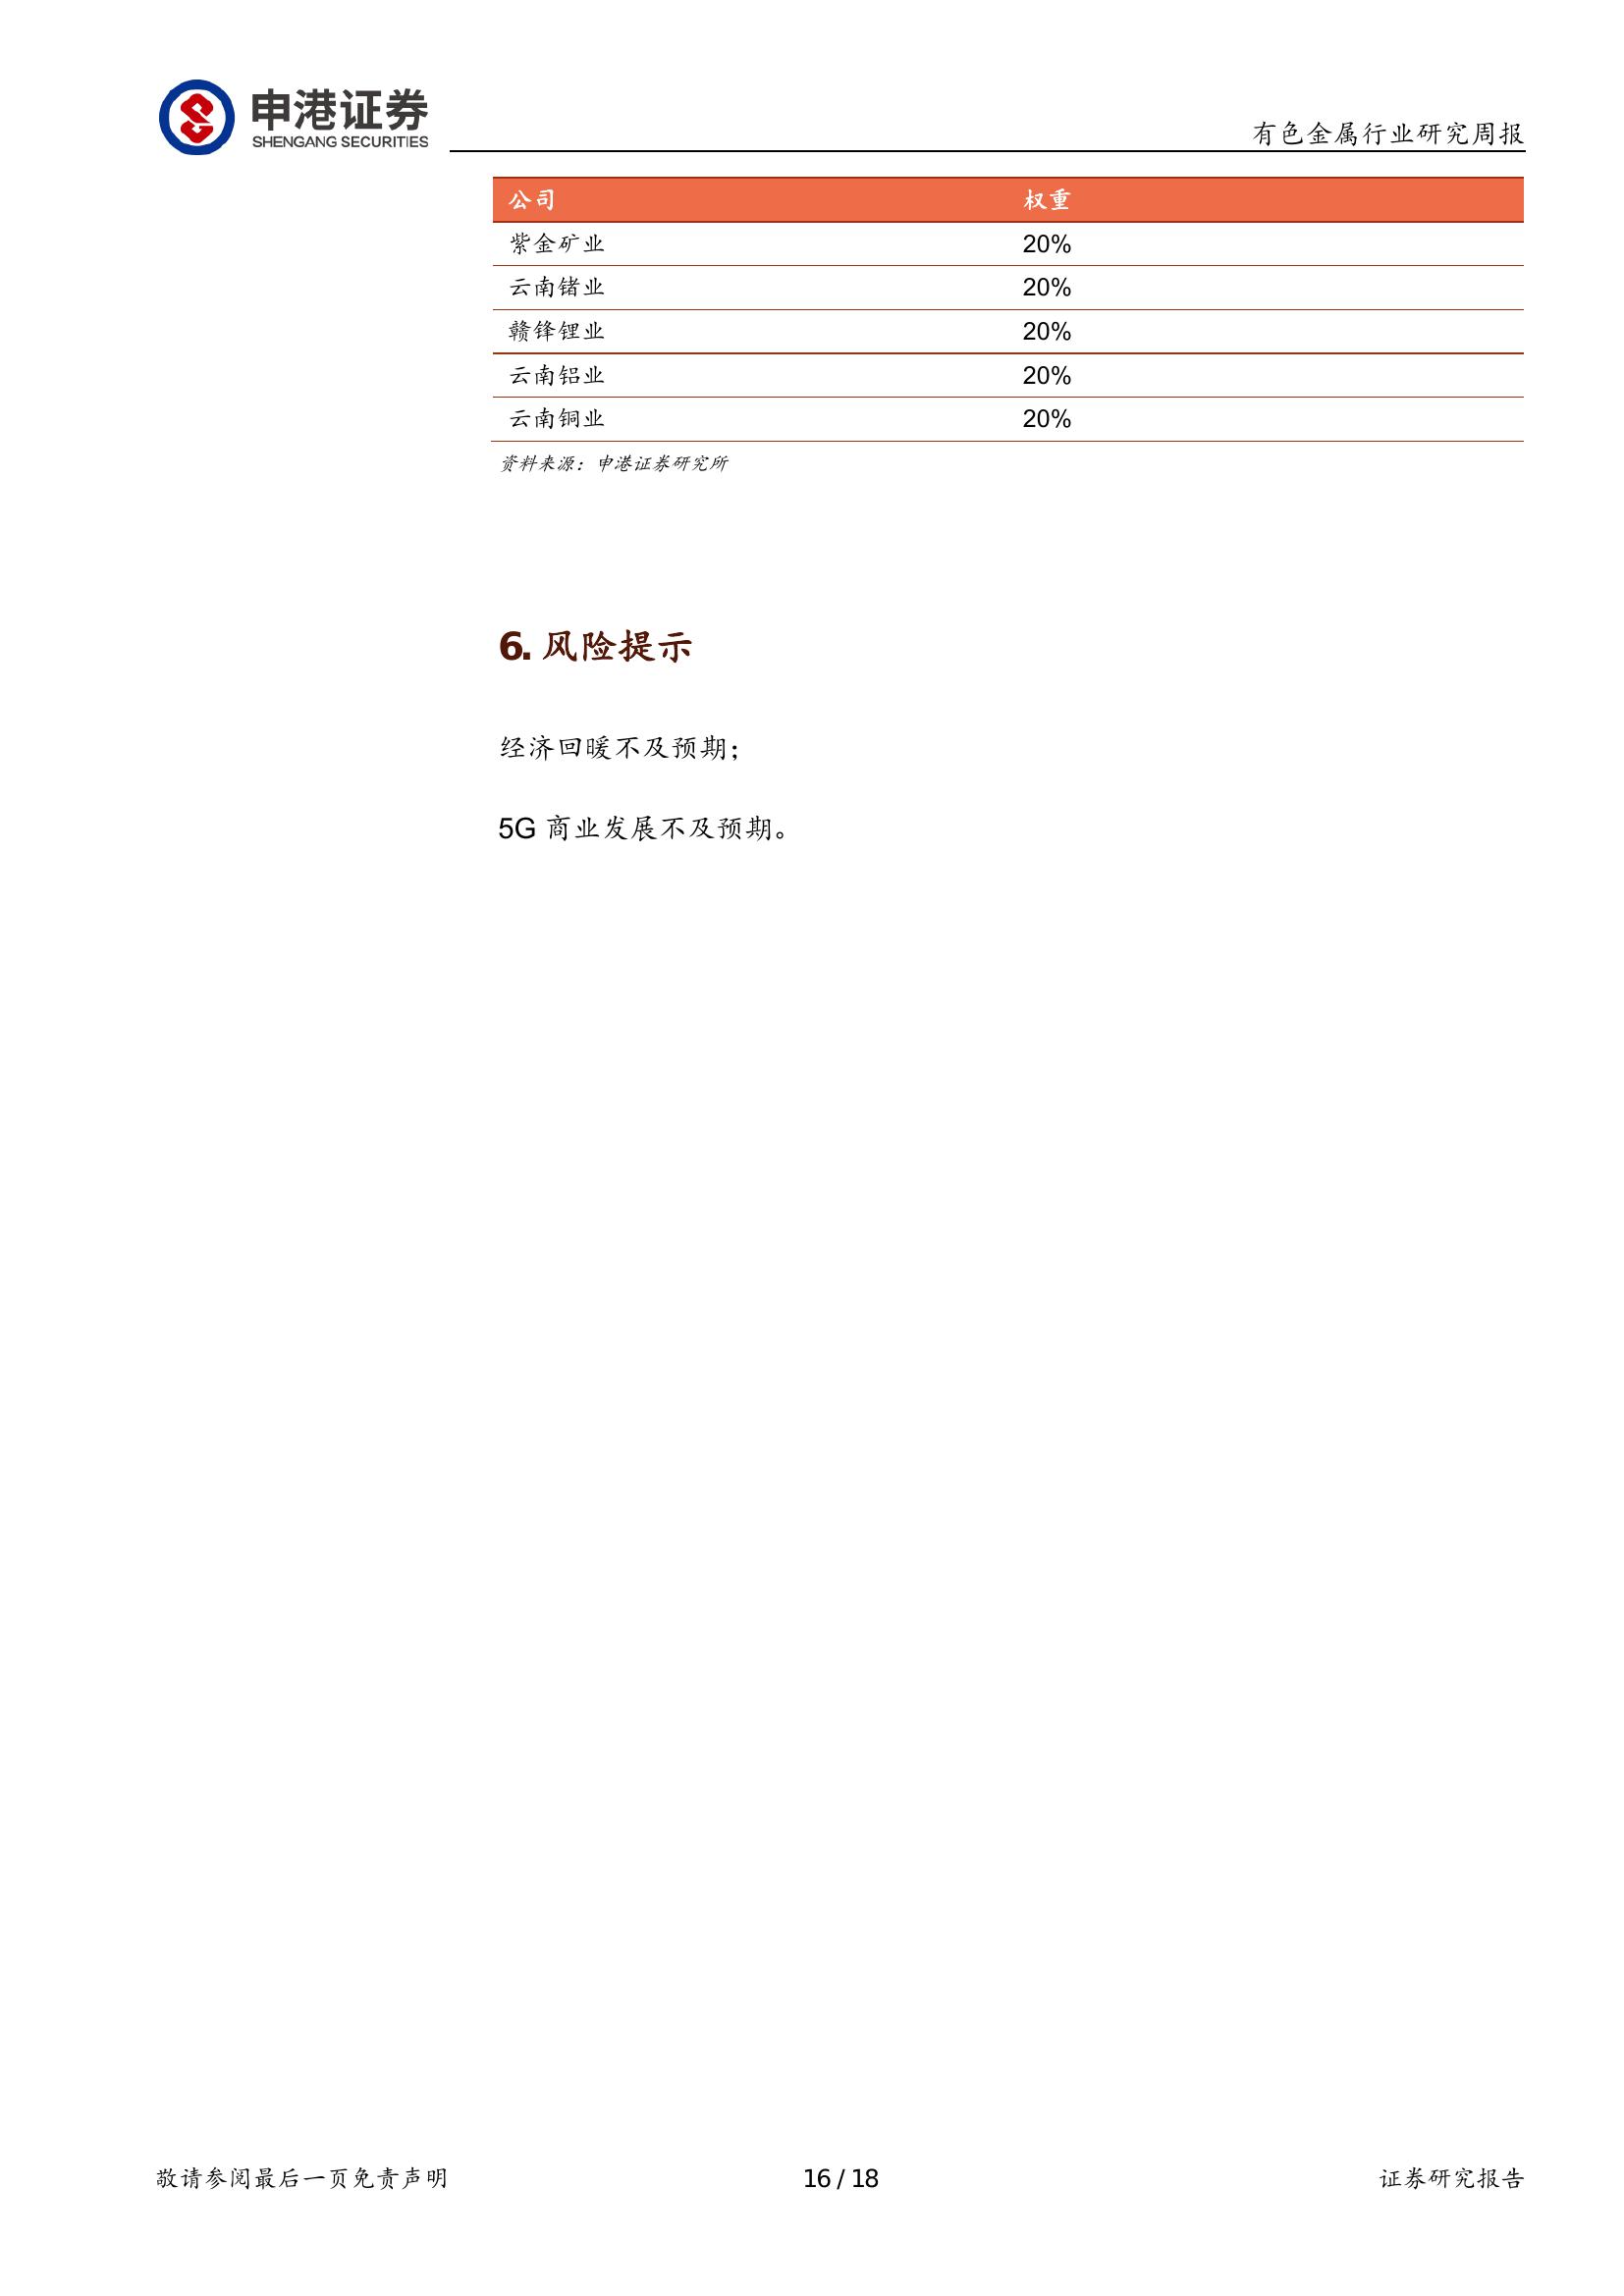 申港证券
SHENGANG SECURITIES
有色金属行业研究周报
公司 权重
紫金矿业 20%
云南锗业 20%
赣锋锂业 20%
云南铝业 20%
云南铜业 20%
资料来源：申港证券研究所
6. 风险提示
经济回暖不及预期；
5G 商业发展不及预期。
敬请参阅最后一页免责声明 16 / 18 证券研究报告